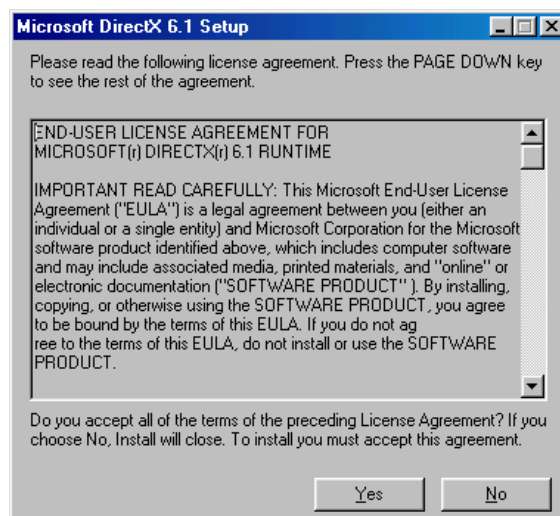 Microsoft DirectX 6.1 Setup
Please read the following license agreement. Press the PAGE DOWN key
to see the rest of the agreement.
END-USER LICENSE AGREEMENT FOR
MICROSOFT(r) DIRECTX(r) 6.1 RUNTIME
IMPORTANT READ CAREFULLY: This Microsoft End-User License
Agreement ("EULA") is a legal agreement between you (either an
individual or a single entity) and Microsoft Corporation for the Microsoft
software product identified above, which includes computer software
and may include associated media, printed materials, and "online" or
electronic documentation ("SOFTWARE PRODUCT" ). By installing,
copying, or otherwise using the SOFTWARE PRODUCT, you agree
to be bound by the terms of this EULA. If you do not ag
ree to the terms of this EULA, do not install or use the SOFTWARE
PRODUCT.
Do you accept all of the terms of the preceding License Agreement? If you
choose No, Install will close. To install you must accept this agreement.
Yes No